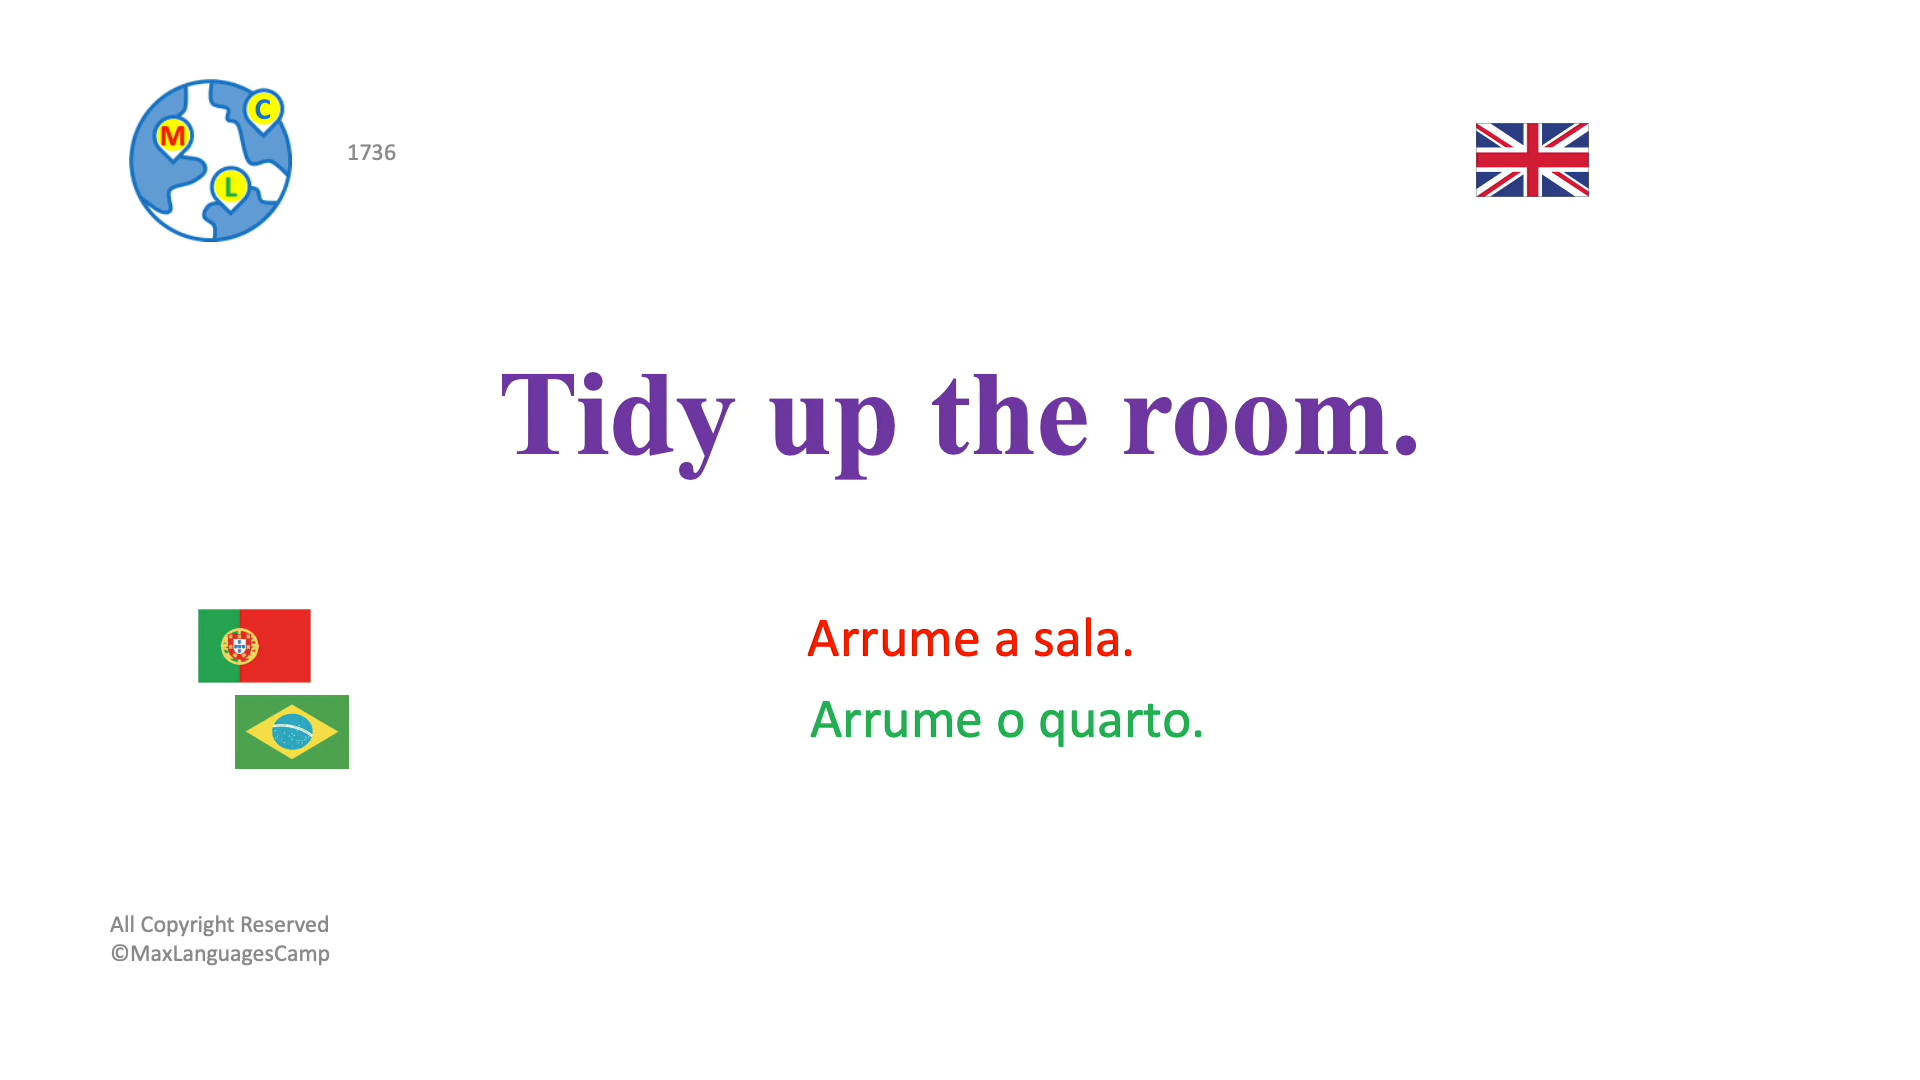 M
C
L
1736
Tidy up the room.
Arrume a sala.
Arrume o quarto.
All Copyright Reserved
©MaxLanguagesCamp